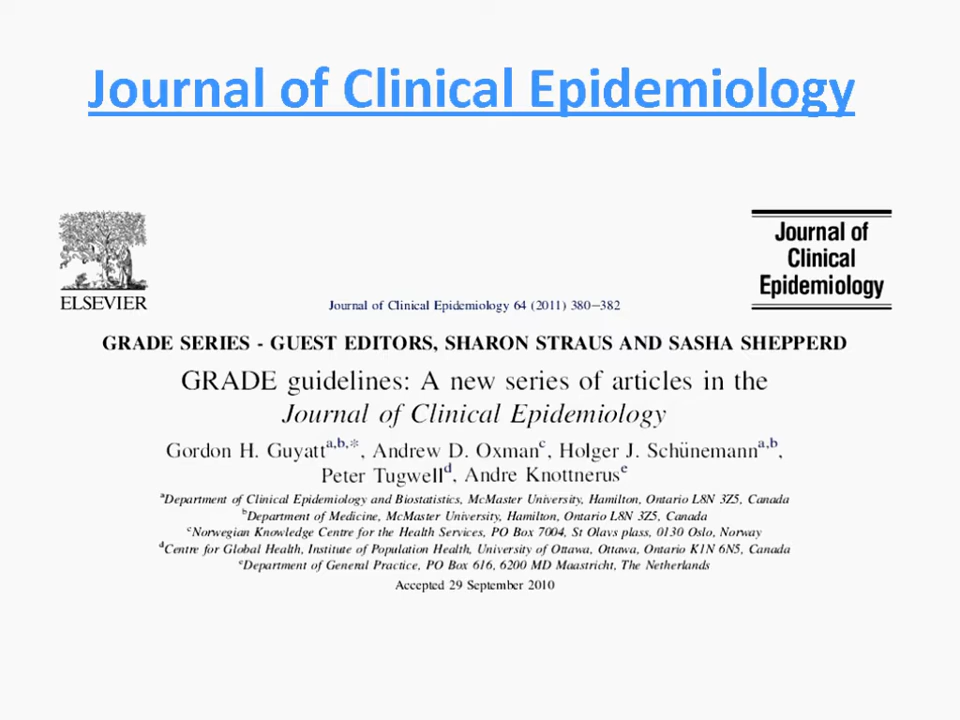 Journal of Clinical Epidemiology
ELSEVIER
Journal of
Clinical
Epidemiology
Journal of Clinical Epidemiology 64 (2011) 380–382
GRADE SERIES - GUEST EDITORS, SHARON STRAUS AND SASHA SHEPPERD
GRADE guidelines: A new series of articles in the
Journal of Clinical Epidemiology
Gordon H. Guyatt^a,b,*, Andrew D. Oxman^c, Holger J. Schünemann^a,b,
Peter Tugwell^d, Andre Knottnerus^e
^aDepartment of Clinical Epidemiology and Biostatistics, McMaster University, Hamilton, Ontario L8N 3Z5, Canada
^bDepartment of Medicine, McMaster University, Hamilton, Ontario L8N 3Z5, Canada
^cNorwegian Knowledge Centre for the Health Services, PO Box 7004, St Olavs plass, 0130 Oslo, Norway
^dCentre for Global Health, Institute of Population Health, University of Ottawa, Ottawa, Ontario K1N 6N5, Canada
^eDepartment of General Practice, PO Box 616, 6200 MD Maastricht, The Netherlands
Accepted 29 September 2010